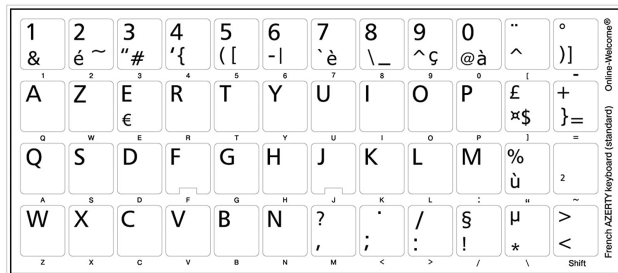 1 2 3 4 5 6 7 8 9 0 ¨ °
& é ~ "# '{ ([ -| `è \_ ^ç @à ^ )]
1 2 3 4 5 6 7 8 9 0 [ -
A Z E R T Y U I O P £ +
€ ¤$ }=
Q W E R T Y U I O P ] =
Q S D F G H J K L M %
ù ²
A S D F G H J K L ; " ~
W X C V B N ? . / § µ >
, ; : ! * <
Z X C V B N M < > / \ Shift
French AZERTY keyboard (standard) Online-Welcome®